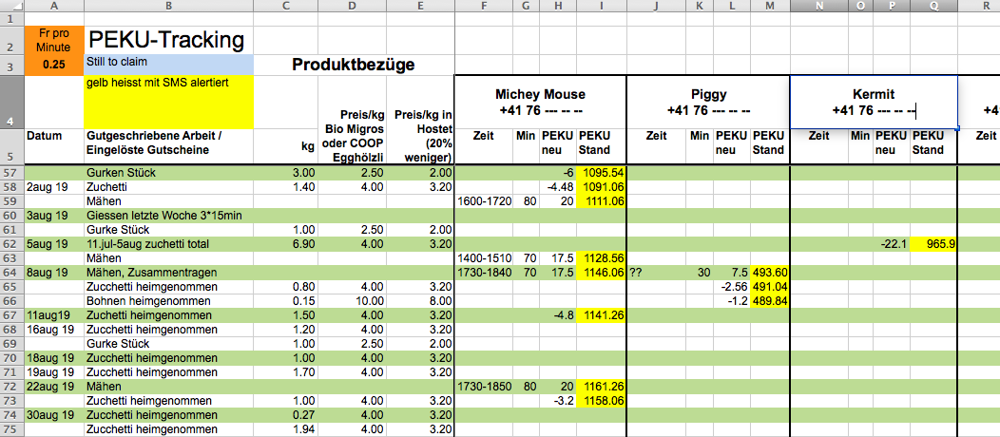 A B C D E F G H I J K L M N O P Q R
1
2 Fr pro Minute PEKU-Tracking
3 0.25 Still to claim Produktbezüge
4 gelb heisst mit SMS alertiert Preis/kg Bio Migros oder COOP Egghölzli Preis/kg in Hostet (20% weniger) Michey Mouse +41 76 --- -- -- Piggy +41 76 --- -- -- Kermit +41 76 --- -- -- +4
5 Datum Gutgeschriebene Arbeit / Eingelöste Gutscheine kg Zeit Min PEKU neu PEKU Stand Zeit Min PEKU neu PEKU Stand Zeit Min PEKU neu PEKU Stand Zeit
57 Gurken Stück 3.00 2.50 2.00 -6 1095.54
58 2aug 19 Zuchetti 1.40 4.00 3.20 -4.48 1091.06
59 Mähen 1600-1720 80 20 1111.06
60 3aug 19 Giessen letzte Woche 3*15min
61 Gurke Stück 1.00 2.50 2.00
62 5aug 19 11.jul-5aug zuchetti total 6.90 4.00 3.20 -22.1 965.9
63 Mähen 1400-1510 70 17.5 1128.56
64 8aug 19 Mähen, Zusammentragen 1730-1840 70 17.5 1146.06 ?? 30 7.5 493.60
65 Zucchetti heimgenommen 0.80 4.00 3.20 -2.56 491.04
66 Bohnen heimgenommen 0.15 10.00 8.00 -1.2 489.84
67 11aug19 Zuchetti heimgenommen 1.50 4.00 3.20 -4.8 1141.26
68 16aug 19 Zucchetti heimgenommen 1.20 4.00 3.20
69 Gurke Stück 1.00 2.50 2.00
70 18aug 19 Zucchetti heimgenommen 1.00 4.00 3.20
71 19aug 19 Zucchetti heimgenommen 1.70 4.00 3.20
72 22aug 19 Mähen 1730-1850 80 20 1161.26
73 Zuchetti heimgenommen 1.00 4.00 3.20 -3.2 1158.06
74 30aug 19 Zucchetti heimgenommen 0.27 4.00 3.20
75 Zucchetti heimgenommen 1.94 4.00 3.20